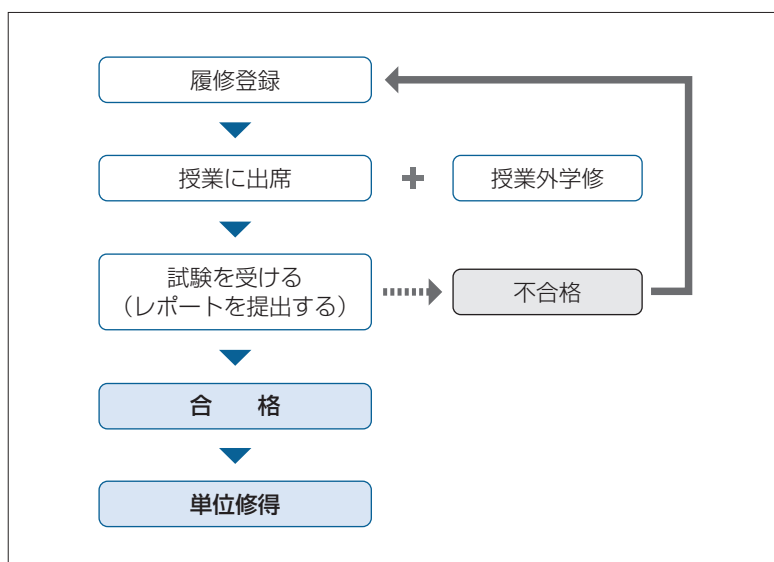 履修登録
授業に出席
授業外学修
試験を受ける
（レポートを提出する）
不合格
合　格
単位修得